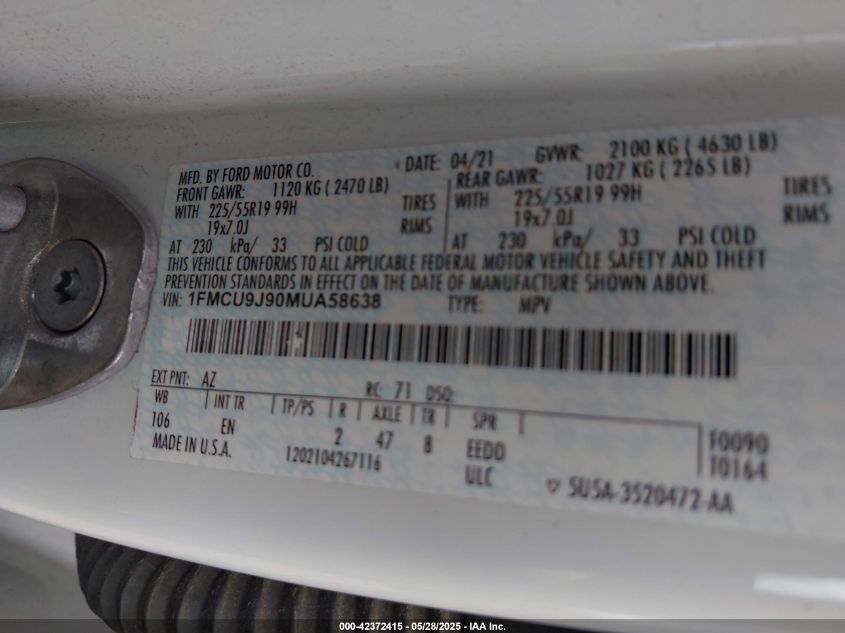 MFD. BY FORD MOTOR CO.
DATE: 04/21 GVWR: 2100 KG ( 4630 LB)
FRONT GAWR: 1120 KG ( 2470 LB)
REAR GAWR: 1027 KG ( 2265 LB)
WITH 225/55R19 99H TIRES
WITH 225/55R19 99H TIRES
19x7.0J RIMS
19x7.0J RIMS
AT 230 kPa/ 33 PSI COLD
AT 230 kPa/ 33 PSI COLD
THIS VEHICLE CONFORMS TO ALL APPLICABLE FEDERAL MOTOR VEHICLE SAFETY AND THEFT
PREVENTION STANDARDS IN EFFECT ON THE DATE OF MANUFACTURE SHOWN ABOVE.
VIN: 1FMCU9J90MUA58638 TYPE: MPV
EXT PNT: AZ RC: 71 DSO:
WB INT TR TP/PS R AXLE TR SPR
106 EN 2 47 8 EEDD F0090
MADE IN U.S.A. 1202104267116 ULC T0164
5U5A-3520472-AA
000-42372415 - 05/28/2025 - IAA Inc.